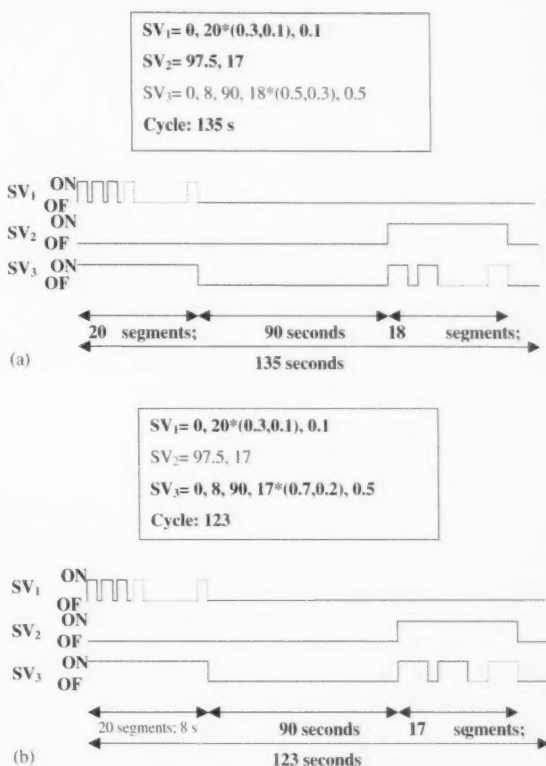 SV₁= 0, 20*(0.3,0.1), 0.1
SV₂= 97.5, 17
SV₃= 0, 8, 90, 18*(0.5,0.3), 0.5
Cycle: 135 s
SV₁ ON
OF
SV₂ ON
OF
SV₃ ON
OF
20 segments; 90 seconds 18 segments;
(a) 135 seconds
SV₁= 0, 20*(0.3,0.1), 0.1
SV₂= 97.5, 17
SV₃= 0, 8, 90, 17*(0.7,0.2), 0.5
Cycle: 123
SV₁ ON
OF
SV₂ ON
OF
SV₃ ON
OF
20 segments; 8 s 90 seconds 17 segments;
(b) 123 seconds